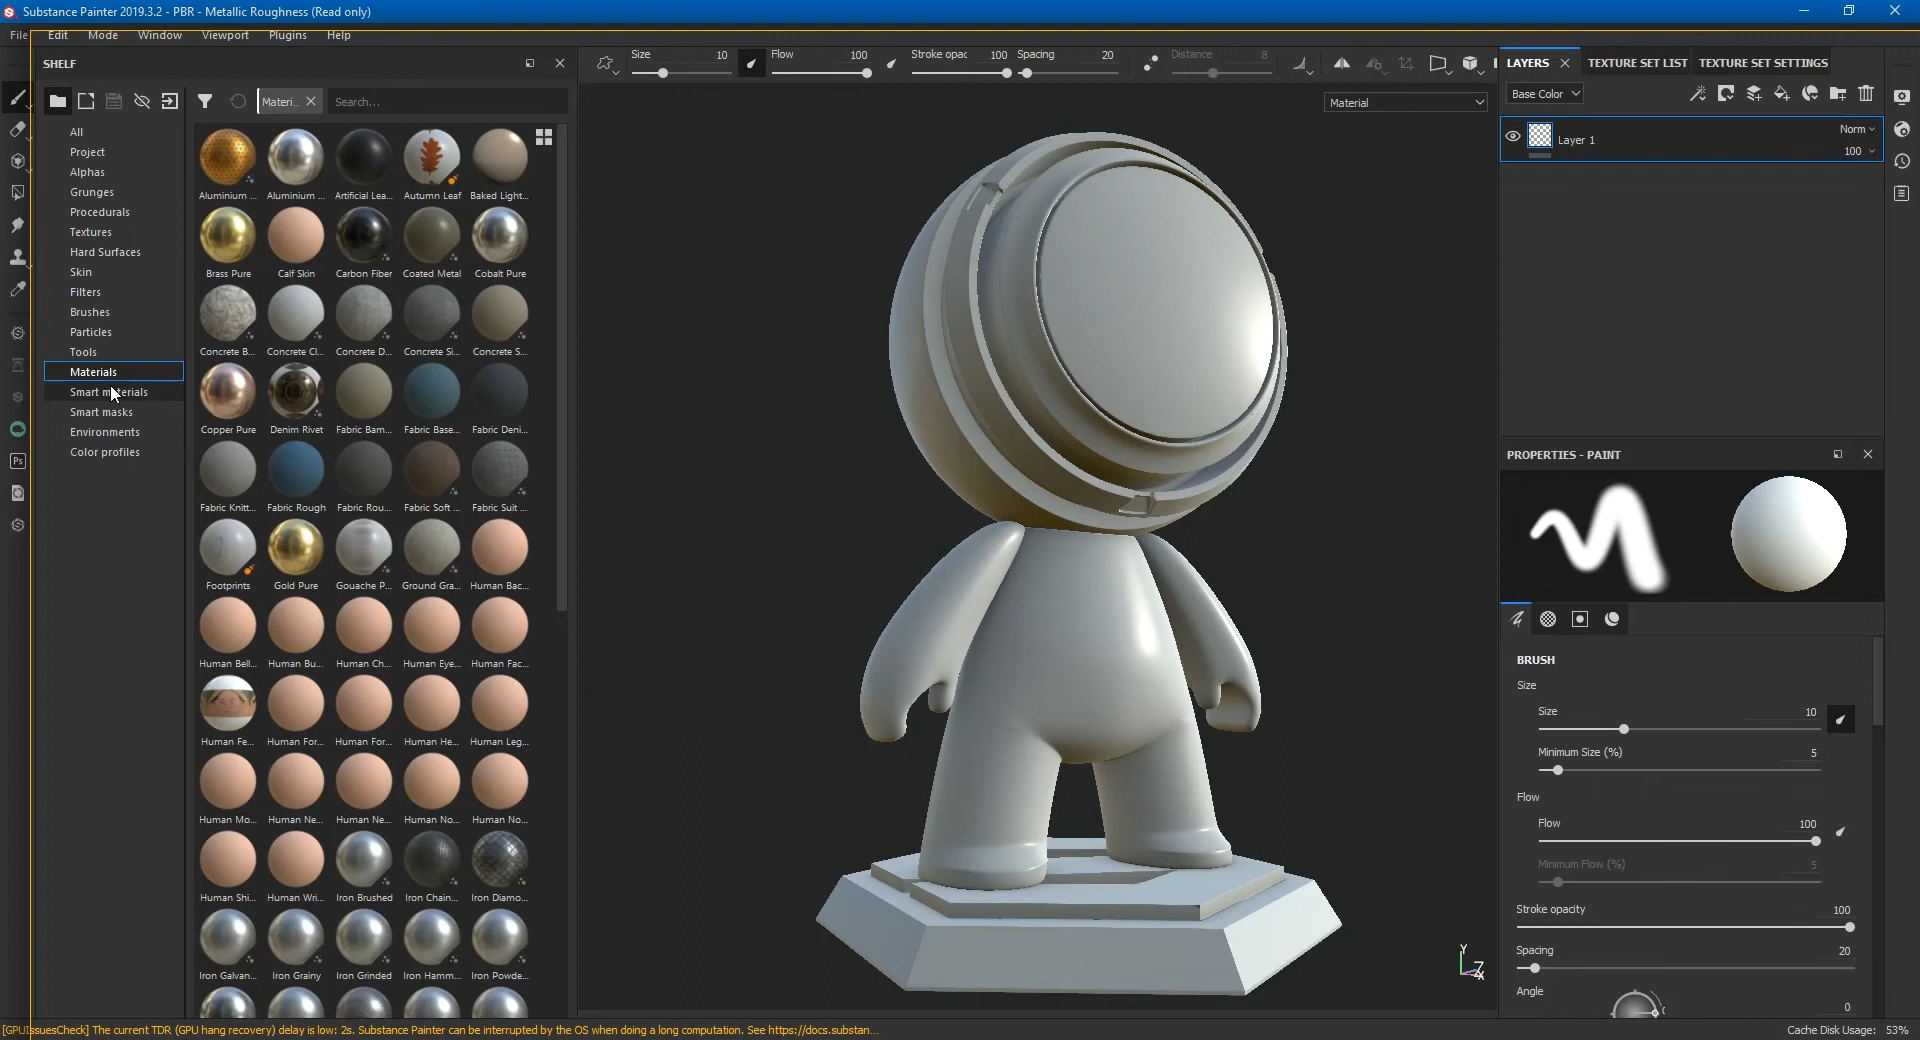 Substance Painter 2019.3.2 - PBR - Metallic Roughness (Read only)
File Edit Mode Window Viewport Plugins Help
SHELF
Materi.. Search...
All
Project
Alphas
Grunges
Procedurals
Textures
Hard Surfaces
Skin
Filters
Brushes
Particles
Tools
Materials
Smart materials
Smart masks
Environments
Color profiles
Aluminium ... Aluminium ... Artificial Lea... Autumn Leaf Baked Light...
Brass Pure Calf Skin Carbon Fiber Coated Metal Cobalt Pure
Concrete B... Concrete Cl... Concrete D... Concrete Si... Concrete S...
Copper Pure Denim Rivet Fabric Bam... Fabric Base... Fabric Deni...
Fabric Knitt... Fabric Rough Fabric Rou... Fabric Soft ... Fabric Suit ...
Footprints Gold Pure Gouache P... Ground Gra... Human Bac...
Human Bell... Human Bu... Human Ch... Human Eye... Human Fac...
Human Fe... Human For... Human For... Human He... Human Leg...
Human Mo... Human Ne... Human Ne... Human No... Human No...
Human Shi... Human Wri... Iron Brushed Iron Chain... Iron Diamo...
Iron Galvan... Iron Grainy Iron Grinded Iron Hamm... Iron Powde...
Size 10 Flow 100 Stroke opac 100 Spacing 20 Distance 8
Material
Y
Z
X
LAYERS TEXTURE SET LIST TEXTURE SET SETTINGS
Base Color
Layer 1 Norm
100
PROPERTIES - PAINT
BRUSH
Size
Size 10
Minimum Size (%) 5
Flow
Flow 100
Minimum Flow (%) 5
Stroke opacity 100
Spacing 20
Angle 0
Ps
[GPUIssuesCheck] The current TDR (GPU hang recovery) delay is low: 2s. Substance Painter can be interrupted by the OS when doing a long computation. See https://docs.substan...
Cache Disk Usage: 53%